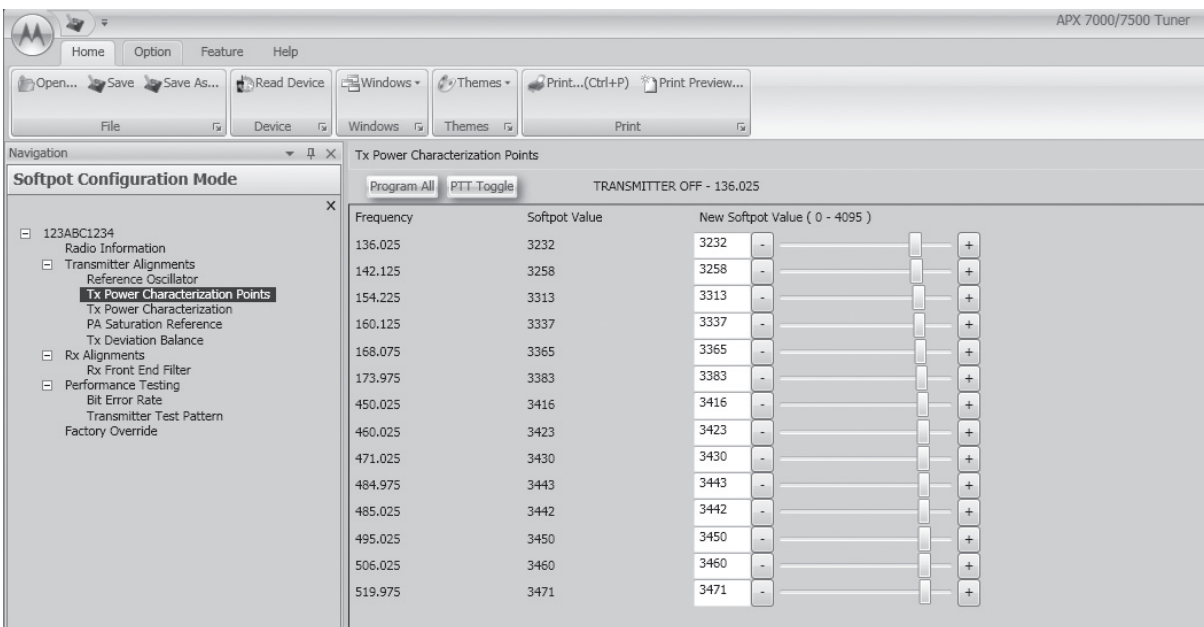 APX 7000/7500 Tuner
Home Option Feature Help
Open... Save Save As... Read Device Windows Themes Print...(Ctrl+P) Print Preview...
File Device Windows Themes Print
Navigation
Softpot Configuration Mode
123ABC1234
Radio Information
Transmitter Alignments
Reference Oscillator
Tx Power Characterization Points
Tx Power Characterization
PA Saturation Reference
Tx Deviation Balance
Rx Alignments
Rx Front End Filter
Performance Testing
Bit Error Rate
Transmitter Test Pattern
Factory Override
Tx Power Characterization Points
Program All PTT Toggle TRANSMITTER OFF - 136.025
Frequency Softpot Value New Softpot Value ( 0 - 4095 )
136.025 3232 3232 - +
142.125 3258 3258 - +
154.225 3313 3313 - +
160.125 3337 3337 - +
168.075 3365 3365 - +
173.975 3383 3383 - +
450.025 3416 3416 - +
460.025 3423 3423 - +
471.025 3430 3430 - +
484.975 3443 3443 - +
485.025 3442 3442 - +
495.025 3450 3450 - +
506.025 3460 3460 - +
519.975 3471 3471 - +